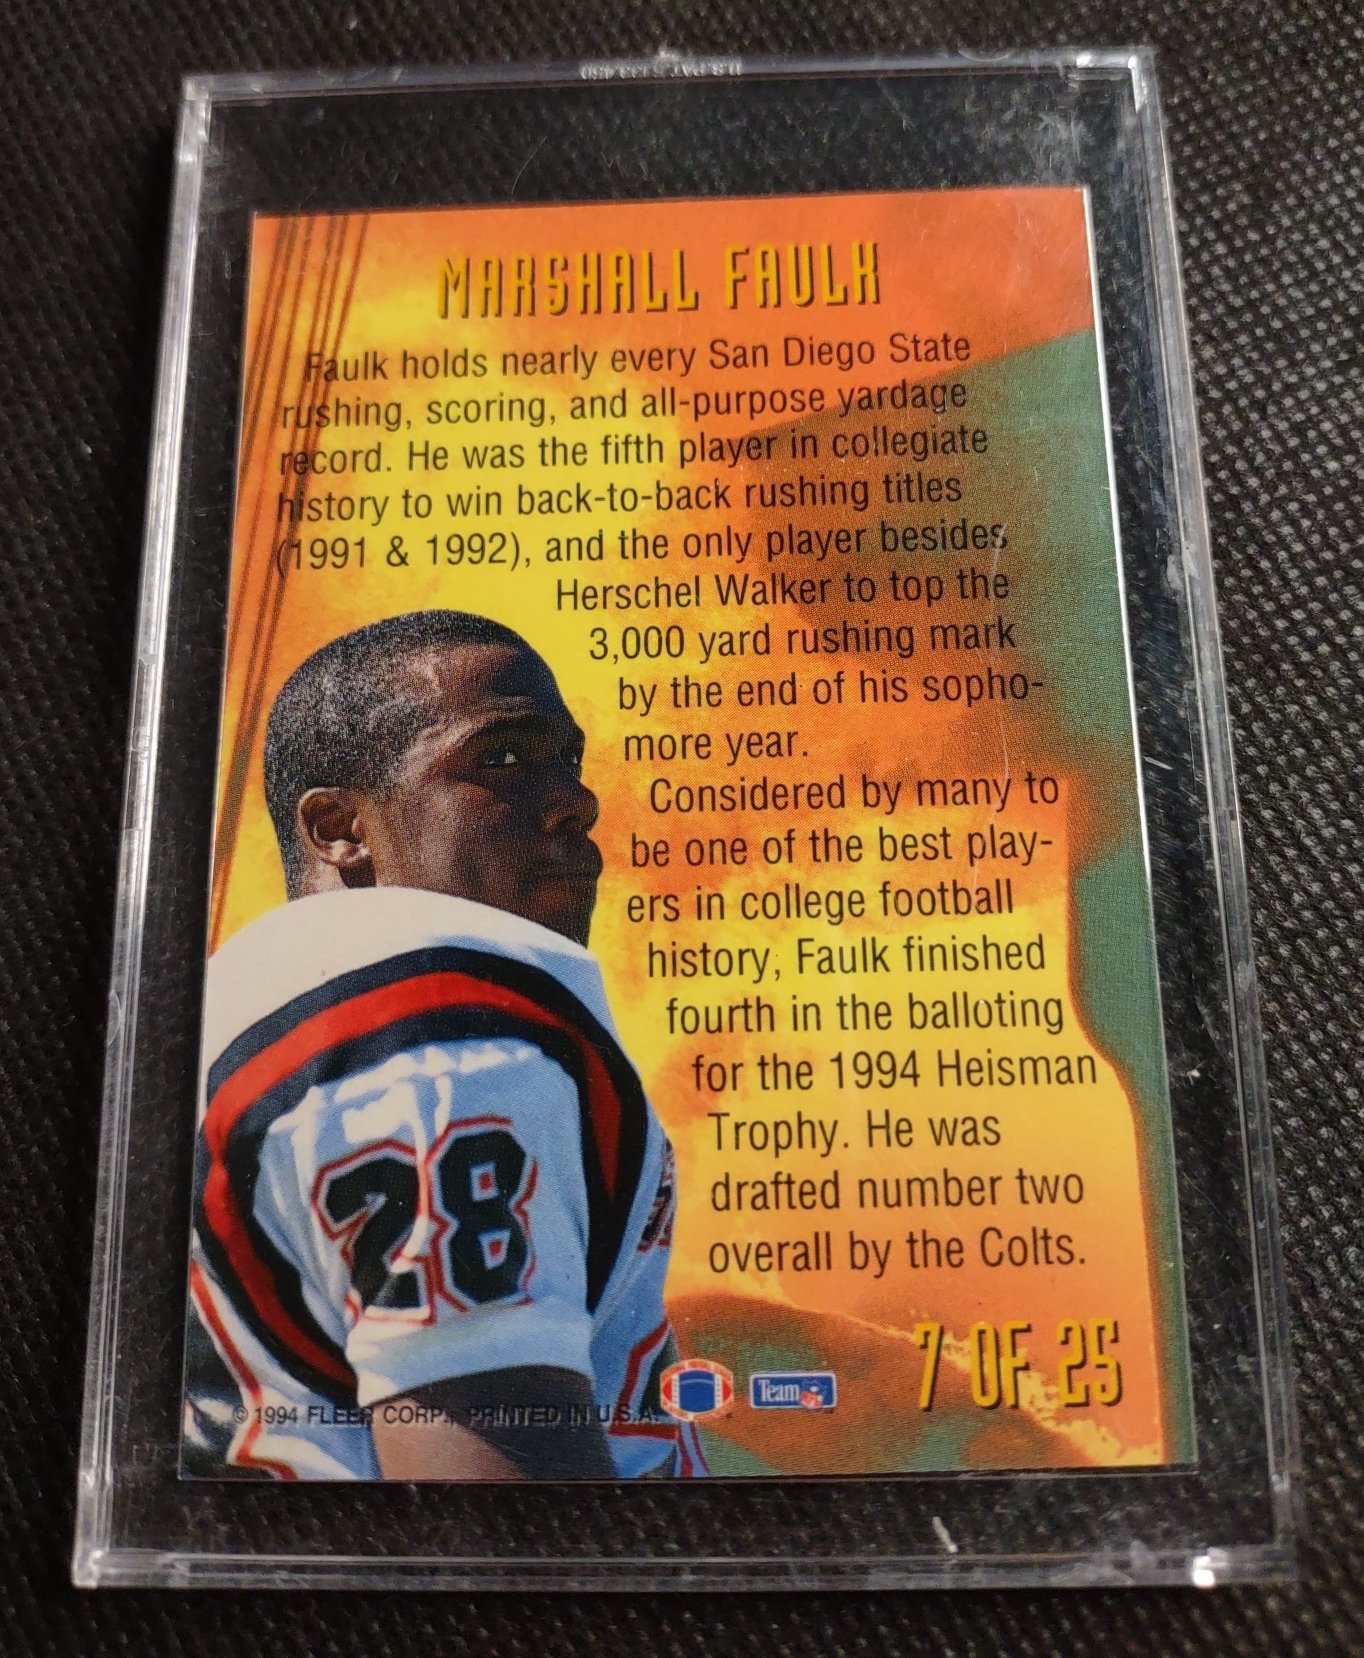 MARSHALL FAULK
Faulk holds nearly every San Diego State
rushing, scoring, and all-purpose yardage
record. He was the fifth player in collegiate
history to win back-to-back rushing titles
(1991 & 1992), and the only player besides
Herschel Walker to top the
3,000 yard rushing mark
by the end of his sopho-
more year.
Considered by many to
be one of the best play-
ers in college football
history, Faulk finished
fourth in the balloting
for the 1994 Heisman
Trophy. He was
drafted number two
overall by the Colts.
28
7 OF 25
Team NFL
© 1994 FLEER CORP., PRINTED IN U.S.A.